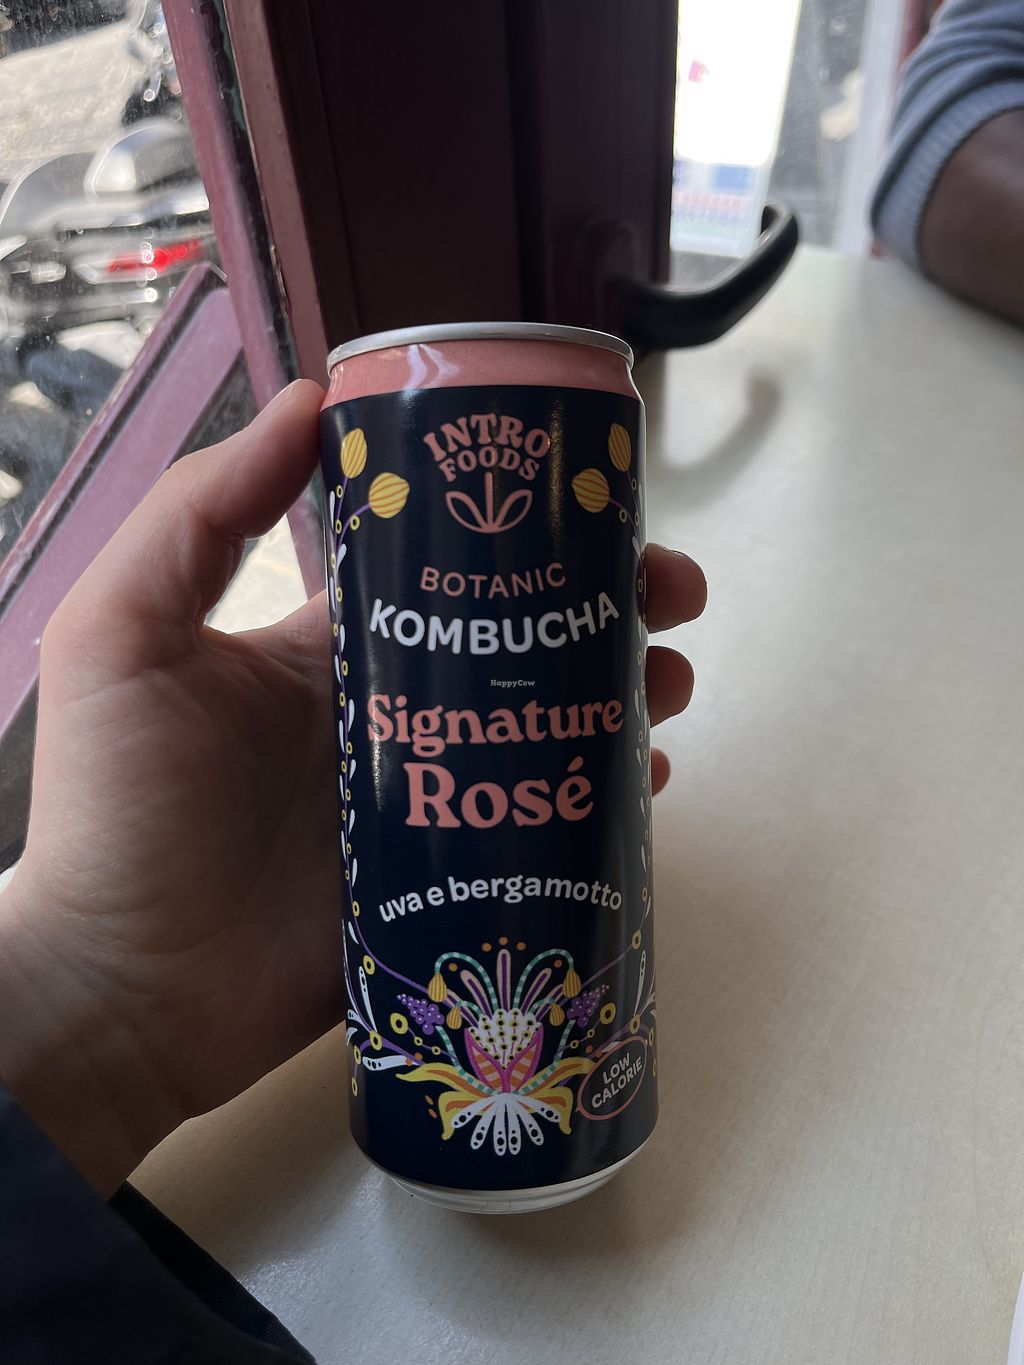 INTRO
FOODS
BOTANIC
KOMBUCHA
HappyCow
Signature
Rosé
uva e bergamotto
LOW
CALORIE